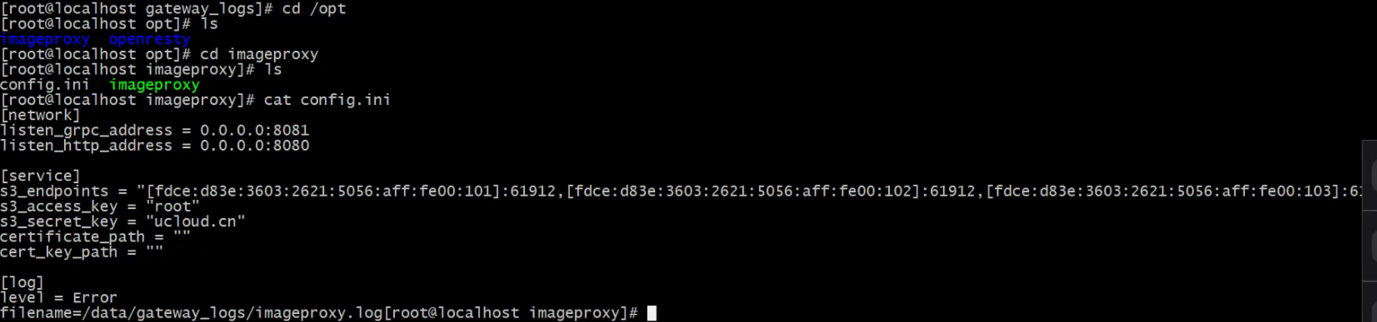 [root@localhost gateway_logs]# cd /opt
[root@localhost opt]# ls
imageproxy  openresty
[root@localhost opt]# cd imageproxy
[root@localhost imageproxy]# ls
config.ini  imageproxy
[root@localhost imageproxy]# cat config.ini
[network]
listen_grpc_address = 0.0.0.0:8081
listen_http_address = 0.0.0.0:8080

[service]
s3_endpoints = "[fdce:d83e:3603:2621:5056:aff:fe00:101]:61912,[fdce:d83e:3603:2621:5056:aff:fe00:102]:61912,[fdce:d83e:3603:2621:5056:aff:fe00:103]:61
s3_access_key = "root"
s3_secret_key = "ucloud.cn"
certificate_path = ""
cert_key_path = ""

[log]
level = Error
filename=/data/gateway_logs/imageproxy.log[root@localhost imageproxy]#